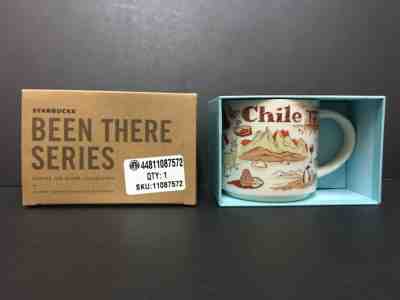 STARBUCKS
BEEN THERE
SERIES
44811087572
QTY: 1
SKU:11087572
Chile